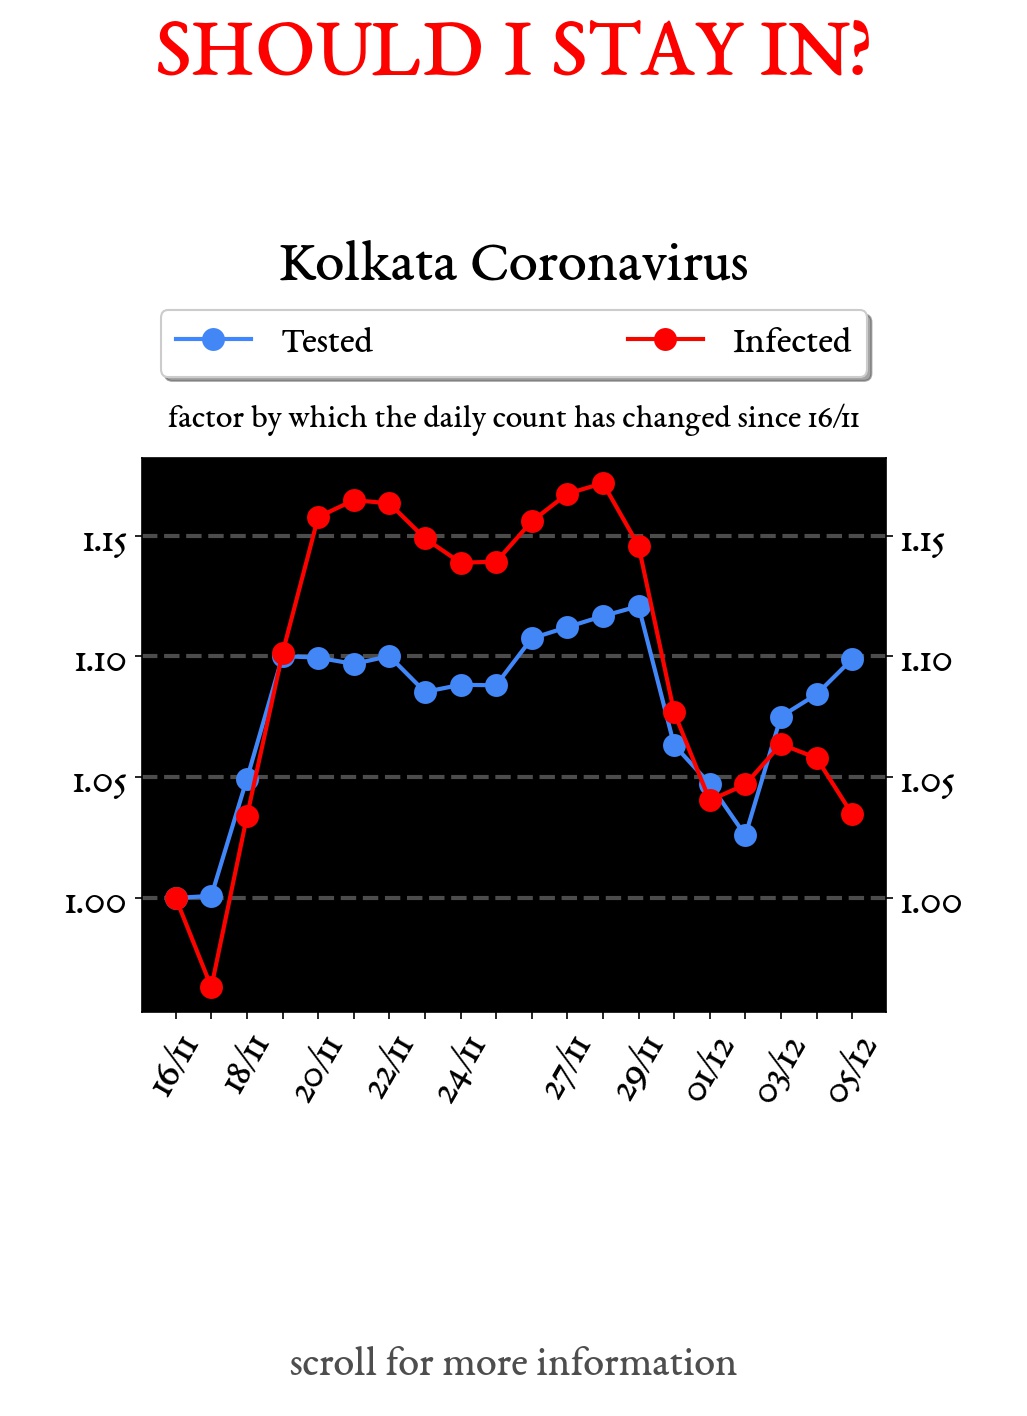 SHOULD I STAY IN?
Kolkata Coronavirus
Tested Infected
factor by which the daily count has changed since 16/11
1.15 1.15
1.10 1.10
1.05 1.05
1.00 1.00
16/11 18/11 20/11 22/11 24/11 27/11 29/11 01/12 03/12 05/12
scroll for more information